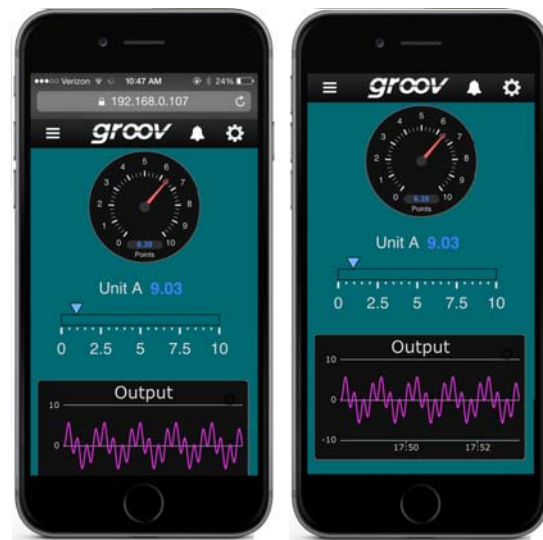 Verizon 10:47 AM 24%
192.168.0.107
groov
0 1 2 3 4 5 6 7 8 9 10
6.39
Points
Unit A 9.03
0 2.5 5 7.5 10
Output
10
0
groov
0 1 2 3 4 5 6 7 8 9 10
6.39
Points
Unit A 9.03
0 2.5 5 7.5 10
Output
10
0
-10
17:50 17:52